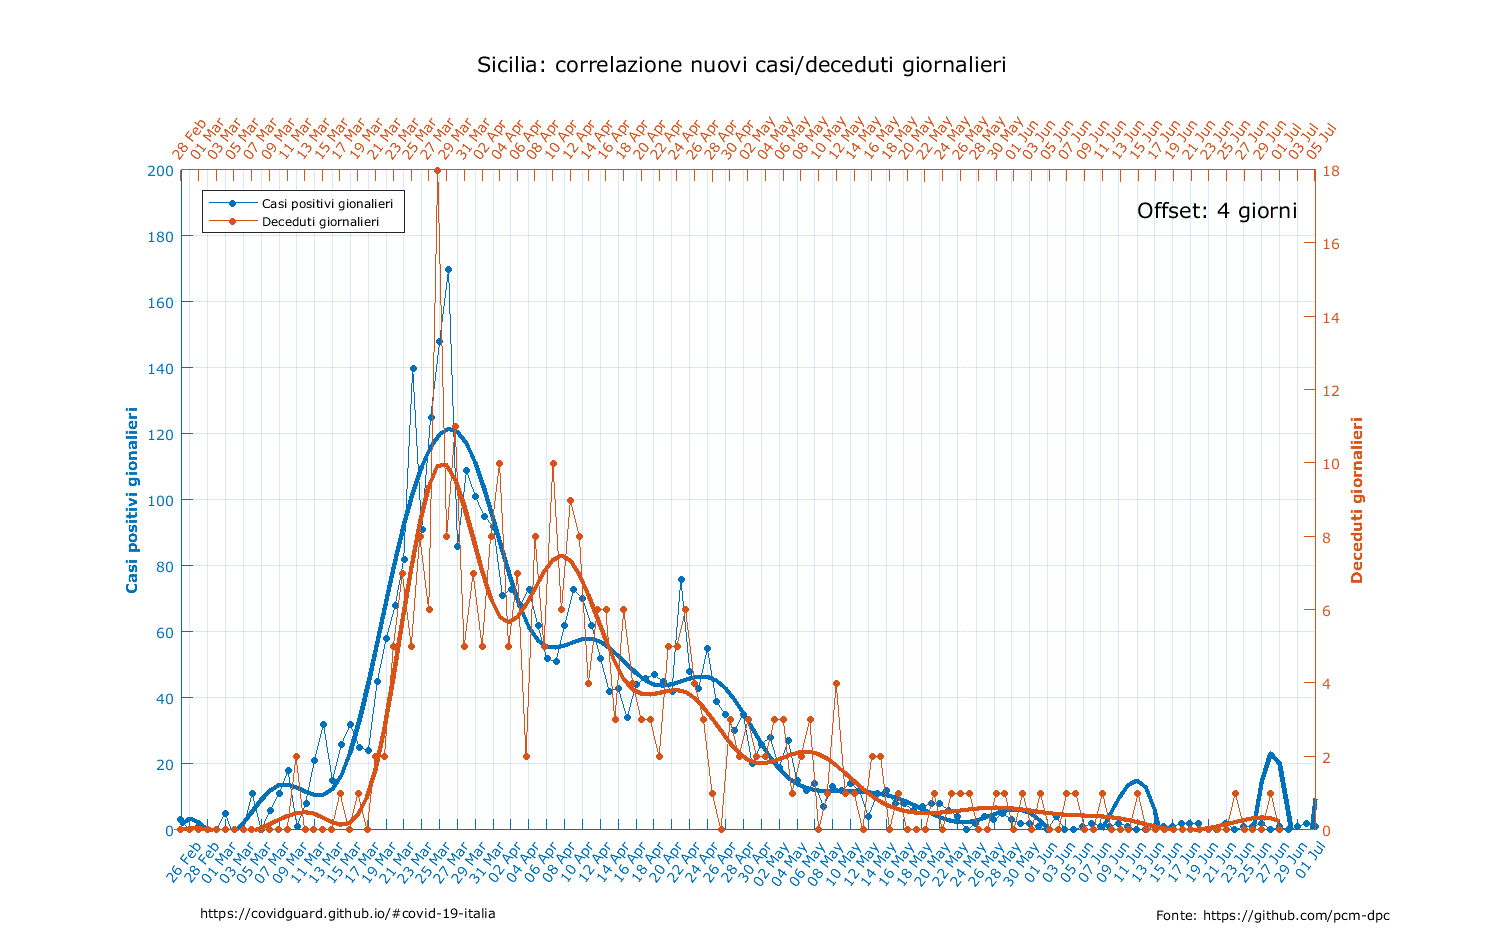 Sicilia: correlazione nuovi casi/deceduti giornalieri
28 Feb
01 Mar
03 Mar
05 Mar
07 Mar
09 Mar
11 Mar
13 Mar
15 Mar
17 Mar
19 Mar
21 Mar
23 Mar
25 Mar
27 Mar
29 Mar
31 Mar
02 Apr
04 Apr
06 Apr
08 Apr
10 Apr
12 Apr
14 Apr
16 Apr
18 Apr
20 Apr
22 Apr
24 Apr
26 Apr
28 Apr
30 Apr
02 May
04 May
06 May
08 May
10 May
12 May
14 May
16 May
18 May
20 May
22 May
24 May
26 May
28 May
30 May
01 Jun
03 Jun
05 Jun
07 Jun
09 Jun
11 Jun
13 Jun
15 Jun
17 Jun
19 Jun
21 Jun
23 Jun
25 Jun
27 Jun
29 Jun
01 Jul
03 Jul
05 Jul
Casi positivi gionalieri
Deceduti giornalieri
Offset: 4 giorni
200
180
160
140
120
100
80
60
40
20
0
Casi positivi gionalieri
18
16
14
12
10
8
6
4
2
0
Deceduti giornalieri
26 Feb
28 Feb
01 Mar
03 Mar
05 Mar
07 Mar
09 Mar
11 Mar
13 Mar
15 Mar
17 Mar
19 Mar
21 Mar
23 Mar
25 Mar
27 Mar
29 Mar
31 Mar
02 Apr
04 Apr
06 Apr
08 Apr
10 Apr
12 Apr
14 Apr
16 Apr
18 Apr
20 Apr
22 Apr
24 Apr
26 Apr
28 Apr
30 Apr
02 May
04 May
06 May
08 May
10 May
12 May
14 May
16 May
18 May
20 May
22 May
24 May
26 May
28 May
30 May
01 Jun
03 Jun
05 Jun
07 Jun
09 Jun
11 Jun
13 Jun
15 Jun
17 Jun
19 Jun
21 Jun
23 Jun
25 Jun
27 Jun
29 Jun
01 Jul
https://covidguard.github.io/#covid-19-italia
Fonte: https://github.com/pcm-dpc